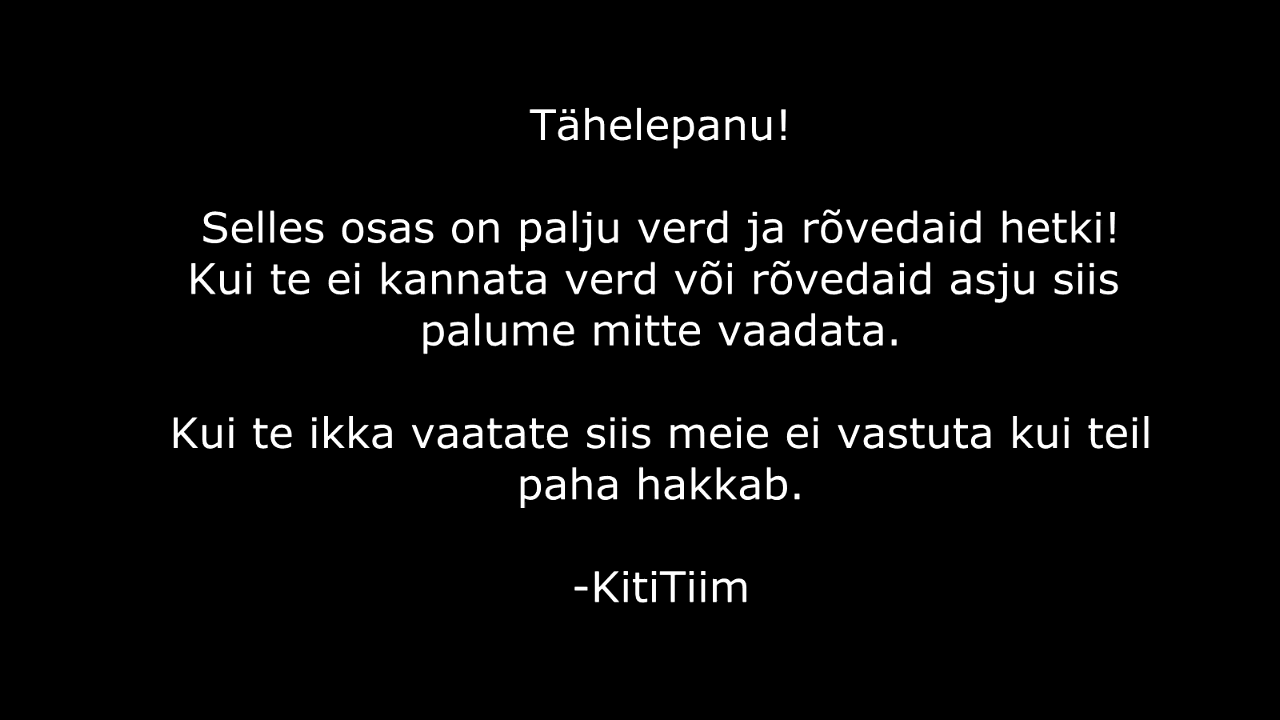 Tähelepanu!
Selles osas on palju verd ja rõvedaid hetki!
Kui te ei kannata verd või rõvedaid asju siis
palume mitte vaadata.
Kui te ikka vaatate siis meie ei vastuta kui teil
paha hakkab.
-KitiTiim